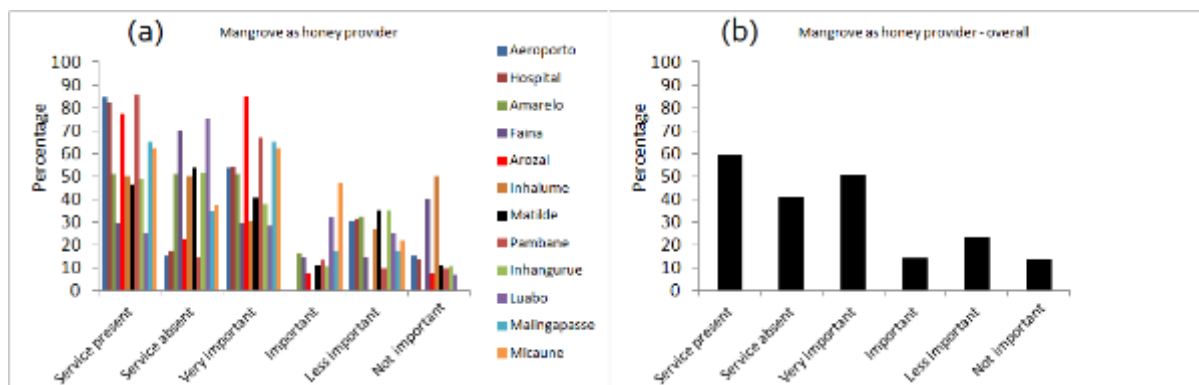 (a)
Mangrove as honey provider
Percentage
100
90
80
70
60
50
40
30
20
10
0
Service present
Service absent
Very important
Important
Less important
Not important
Aeroporto
Hospital
Amarelo
Faina
Arozal
Inhalume
Matilde
Pambane
Inhangurue
Luabo
Malingapasse
Micaune
(b)
Mangrove as honey provider - overall
Percentage
100
90
80
70
60
50
40
30
20
10
0
Service present
Service absent
Very important
Important
Less important
Not important